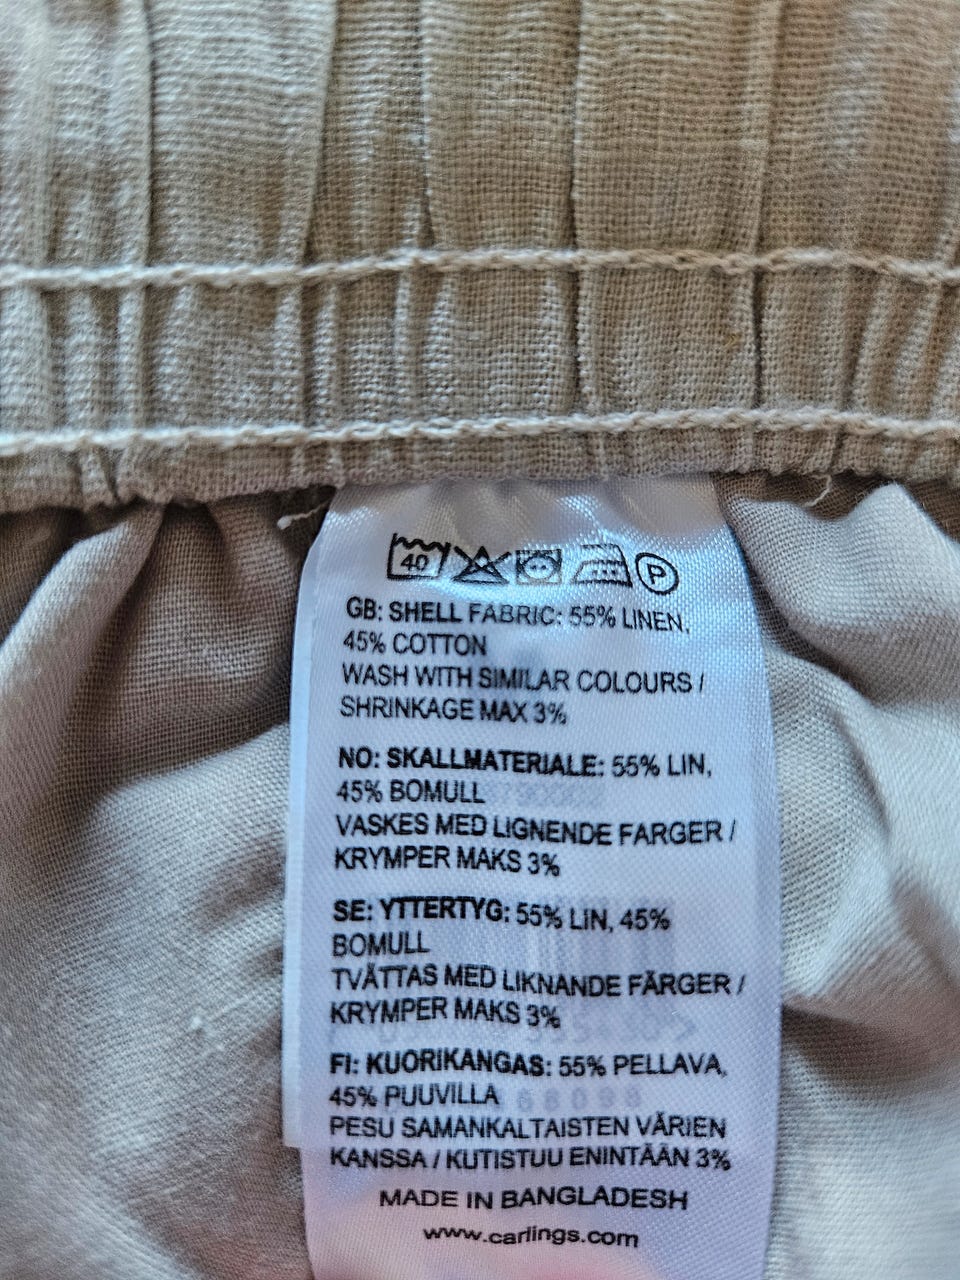 40 P
GB: SHELL FABRIC: 55% LINEN,
45% COTTON
WASH WITH SIMILAR COLOURS /
SHRINKAGE MAX 3%
NO: SKALLMATERIALE: 55% LIN,
45% BOMULL
VASKES MED LIGNENDE FARGER /
KRYMPER MAKS 3%
SE: YTTERTYG: 55% LIN, 45%
BOMULL
TVÄTTAS MED LIKNANDE FÄRGER /
KRYMPER MAKS 3%
FI: KUORIKANGAS: 55% PELLAVA,
45% PUUVILLA
PESU SAMANKALTAISTEN VÄRIEN
KANSSA / KUTISTUU ENINTÄÄN 3%
MADE IN BANGLADESH
www.carlings.com